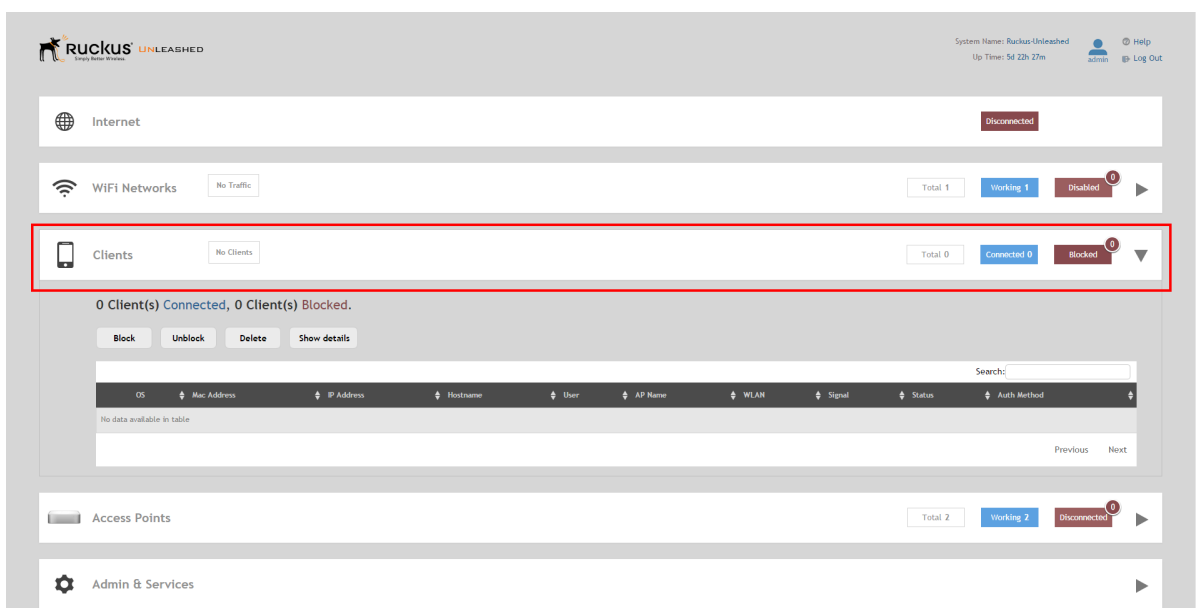 Ruckus UNLEASHED
Simply Better Wireless.
System Name: Ruckus-Unleashed
Up Time: 5d 22h 27m
admin
Help
Log Out
Internet
Disconnected
WiFi Networks
No Traffic
Total 1
Working 1
Disabled
0
Clients
No Clients
Total 0
Connected 0
Blocked
0
0 Client(s) Connected, 0 Client(s) Blocked.
Block Unblock Delete Show details
Search:
OS Mac Address IP Address Hostname User AP Name WLAN Signal Status Auth Method
No data available in table
Previous Next
Access Points
Total 2
Working 2
Disconnected
0
Admin & Services